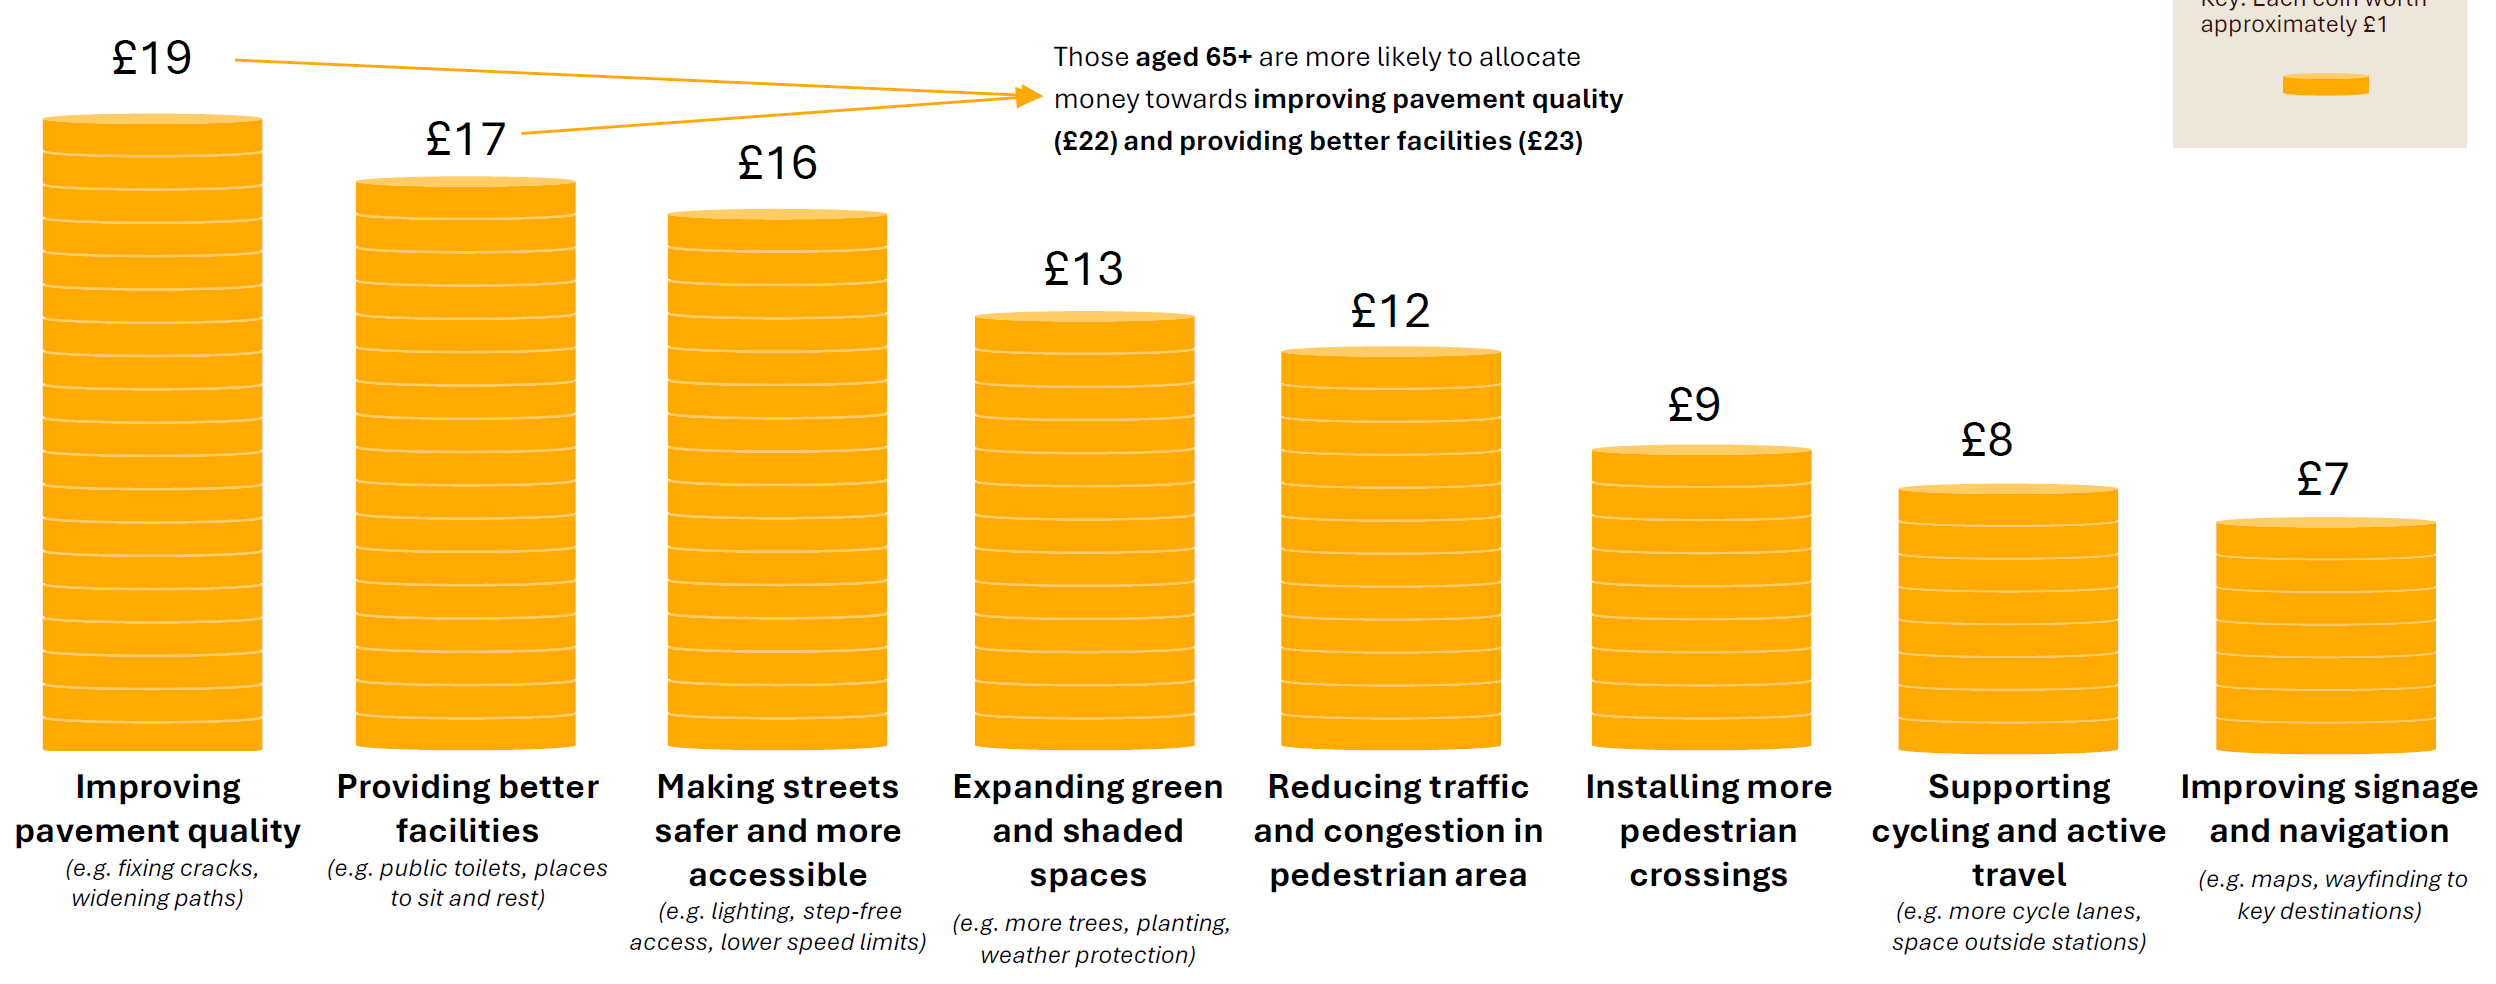 Key: Each coin worth
approximately £1
£19
£17
£16
£13
£12
£9
£8
£7
Those aged 65+ are more likely to allocate
money towards improving pavement quality
(£22) and providing better facilities (£23)
Improving
pavement quality
(e.g. fixing cracks,
widening paths)
Providing better
facilities
(e.g. public toilets, places
to sit and rest)
Making streets
safer and more
accessible
(e.g. lighting, step-free
access, lower speed limits)
Expanding green
and shaded
spaces
(e.g. more trees, planting,
weather protection)
Reducing traffic
and congestion in
pedestrian area
Installing more
pedestrian
crossings
Supporting
cycling and active
travel
(e.g. more cycle lanes,
space outside stations)
Improving signage
and navigation
(e.g. maps, wayfinding to
key destinations)